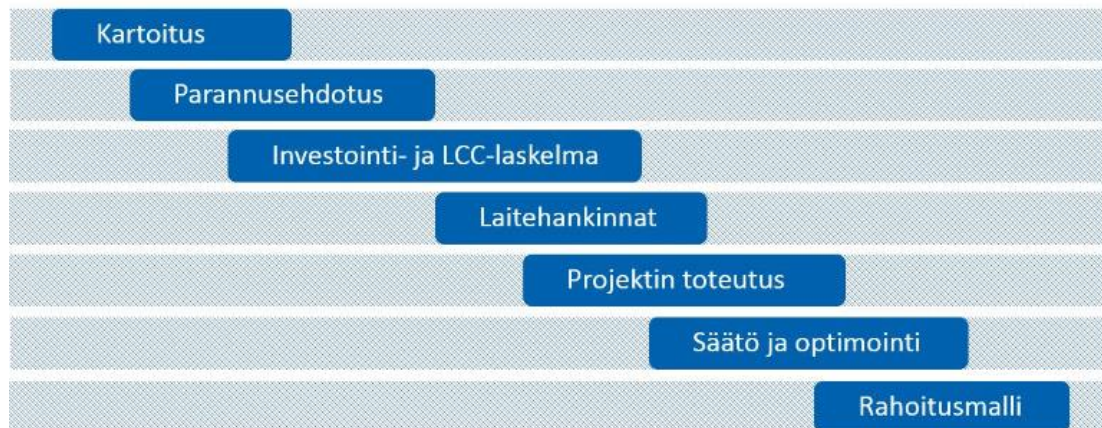 Kartoitus
Parannusehdotus
Investointi- ja LCC-laskelma
Laitehankinnat
Projektin toteutus
Säätö ja optimointi
Rahoitusmalli